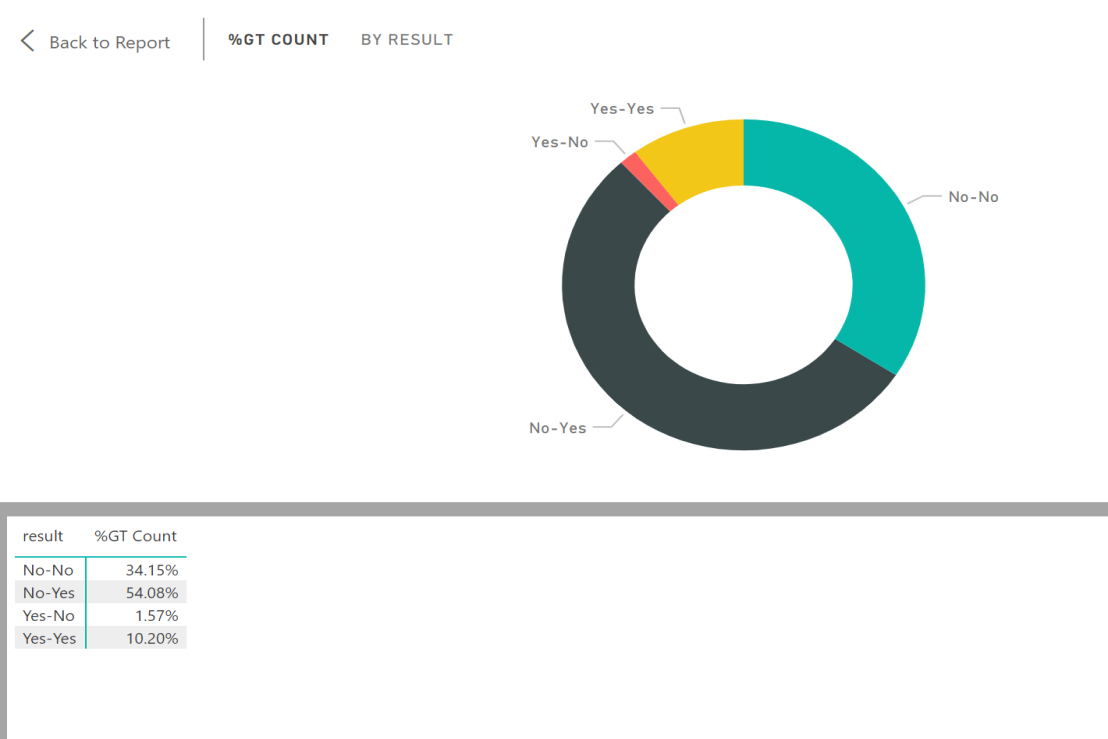 Back to Report %GT COUNT BY RESULT
Yes-Yes
Yes-No
No-No
No-Yes
result %GT Count
No-No 34.15%
No-Yes 54.08%
Yes-No 1.57%
Yes-Yes 10.20%